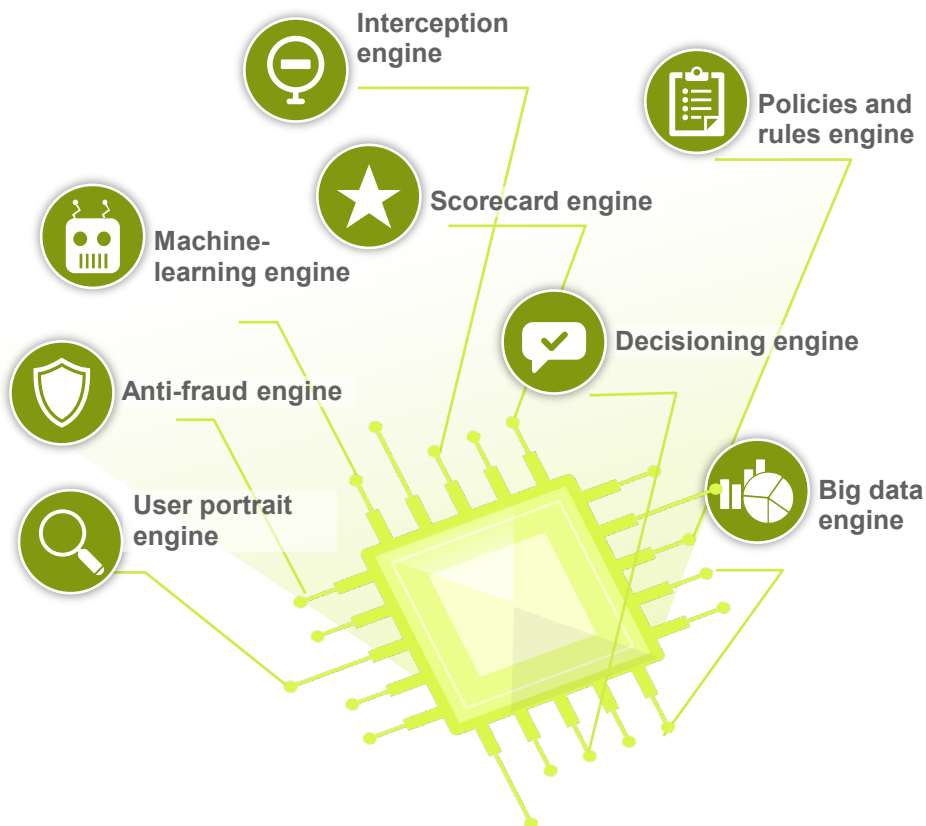 Interception
engine
Policies and
rules engine
Scorecard engine
Machine-
learning engine
Decisioning engine
Anti-fraud engine
User portrait
engine
Big data
engine